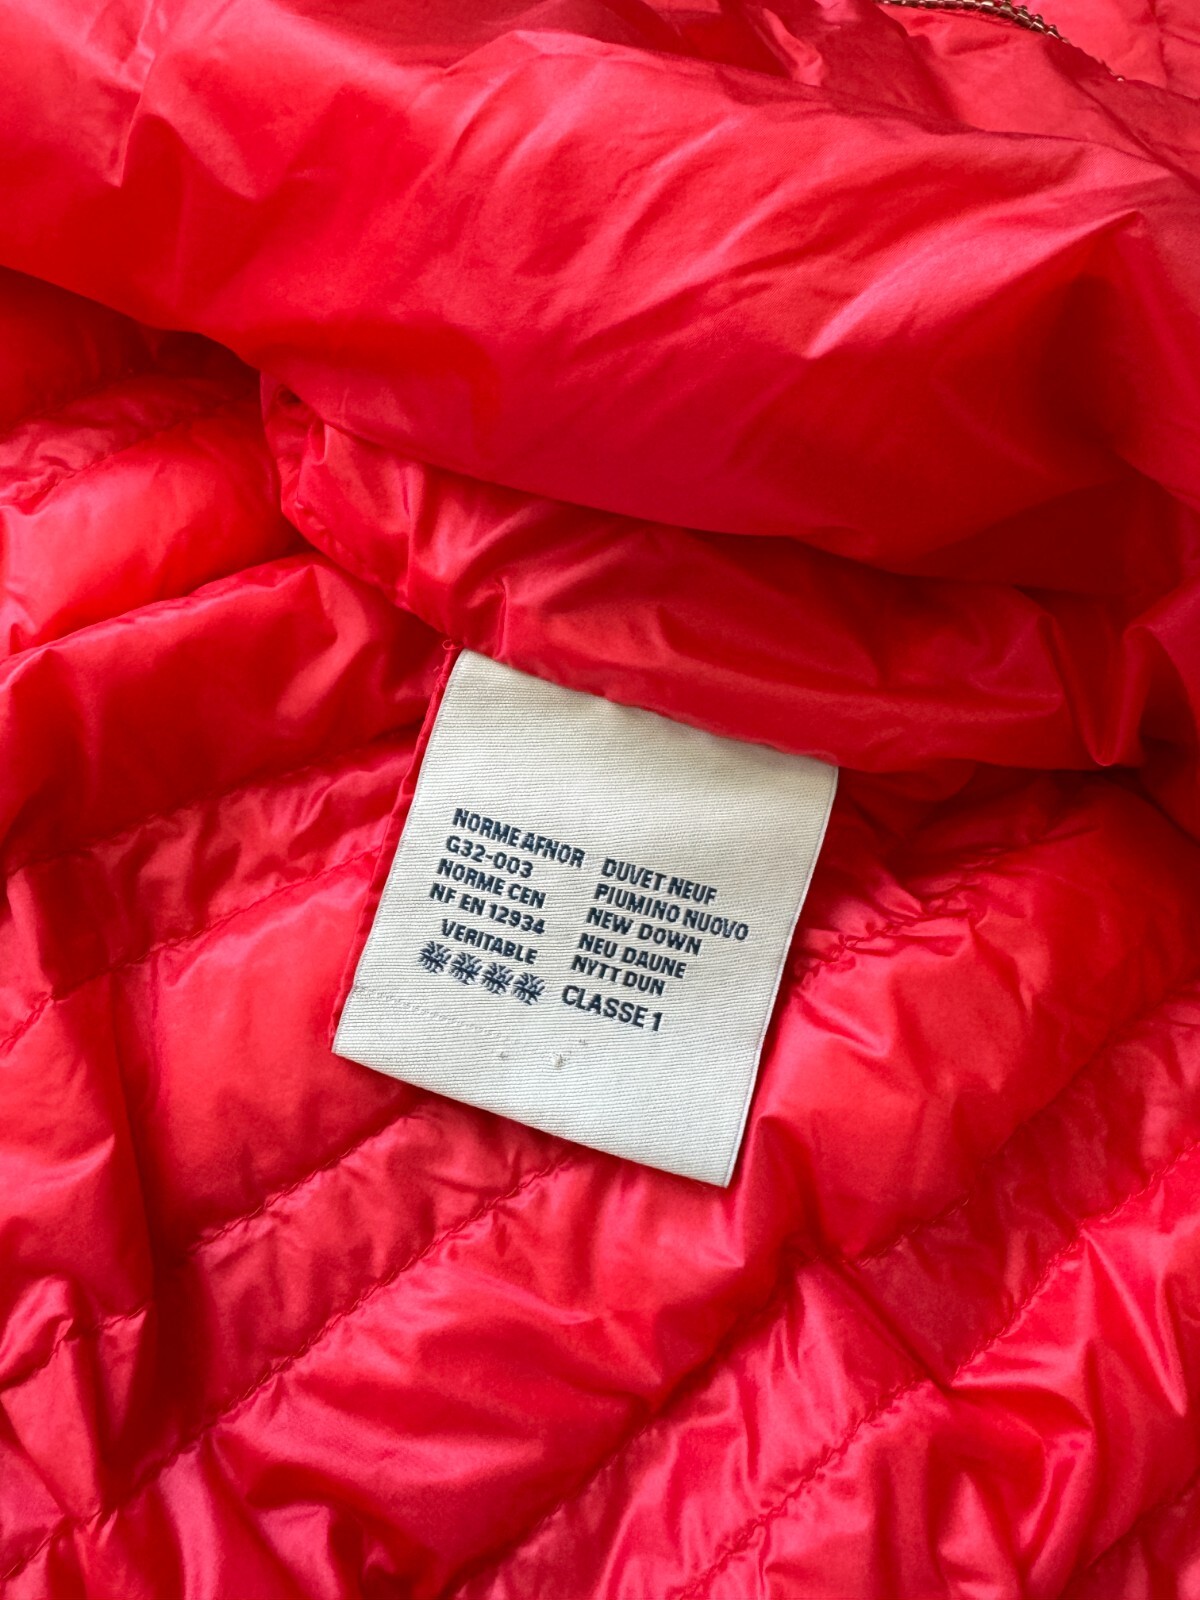 NORME AFNOR
G32-003
NORME CEN
NF EN 12934
VERITABLE
DUVET NEUF
PIUMINO NUOVO
NEW DOWN
NEU DAUNE
NYTT DUN
CLASSE 1